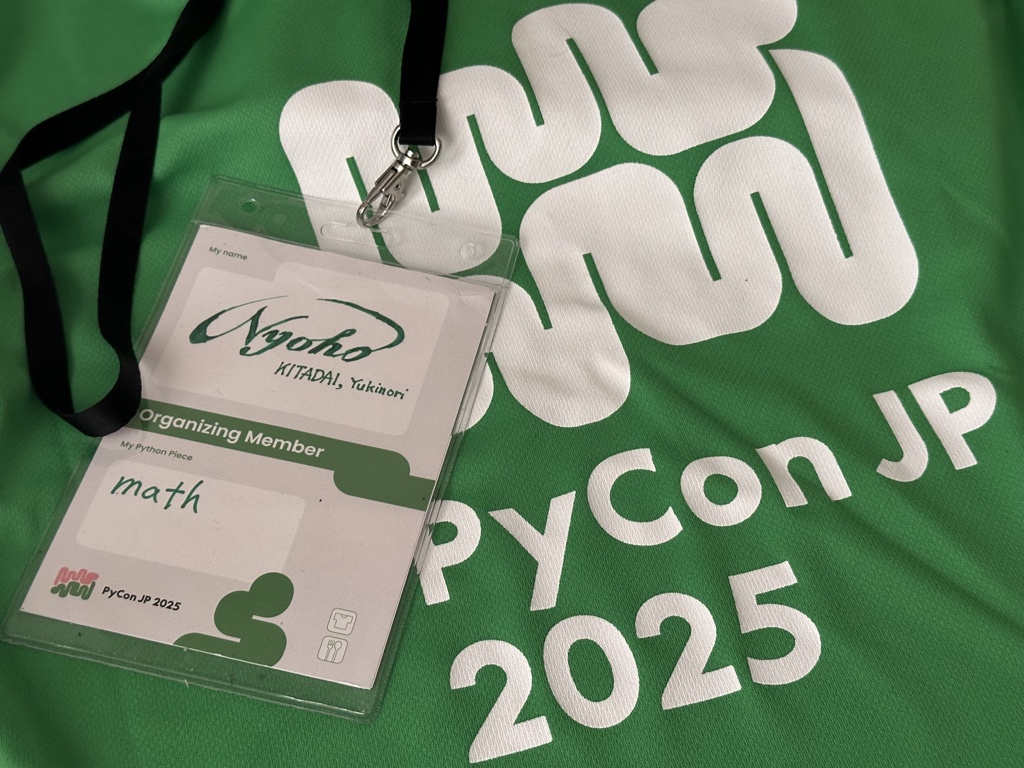 My name
Nyoho
KITADAI, Yukinori
Organizing Member
My Python Piece
math
PyCon JP 2025
PyCon JP
2025